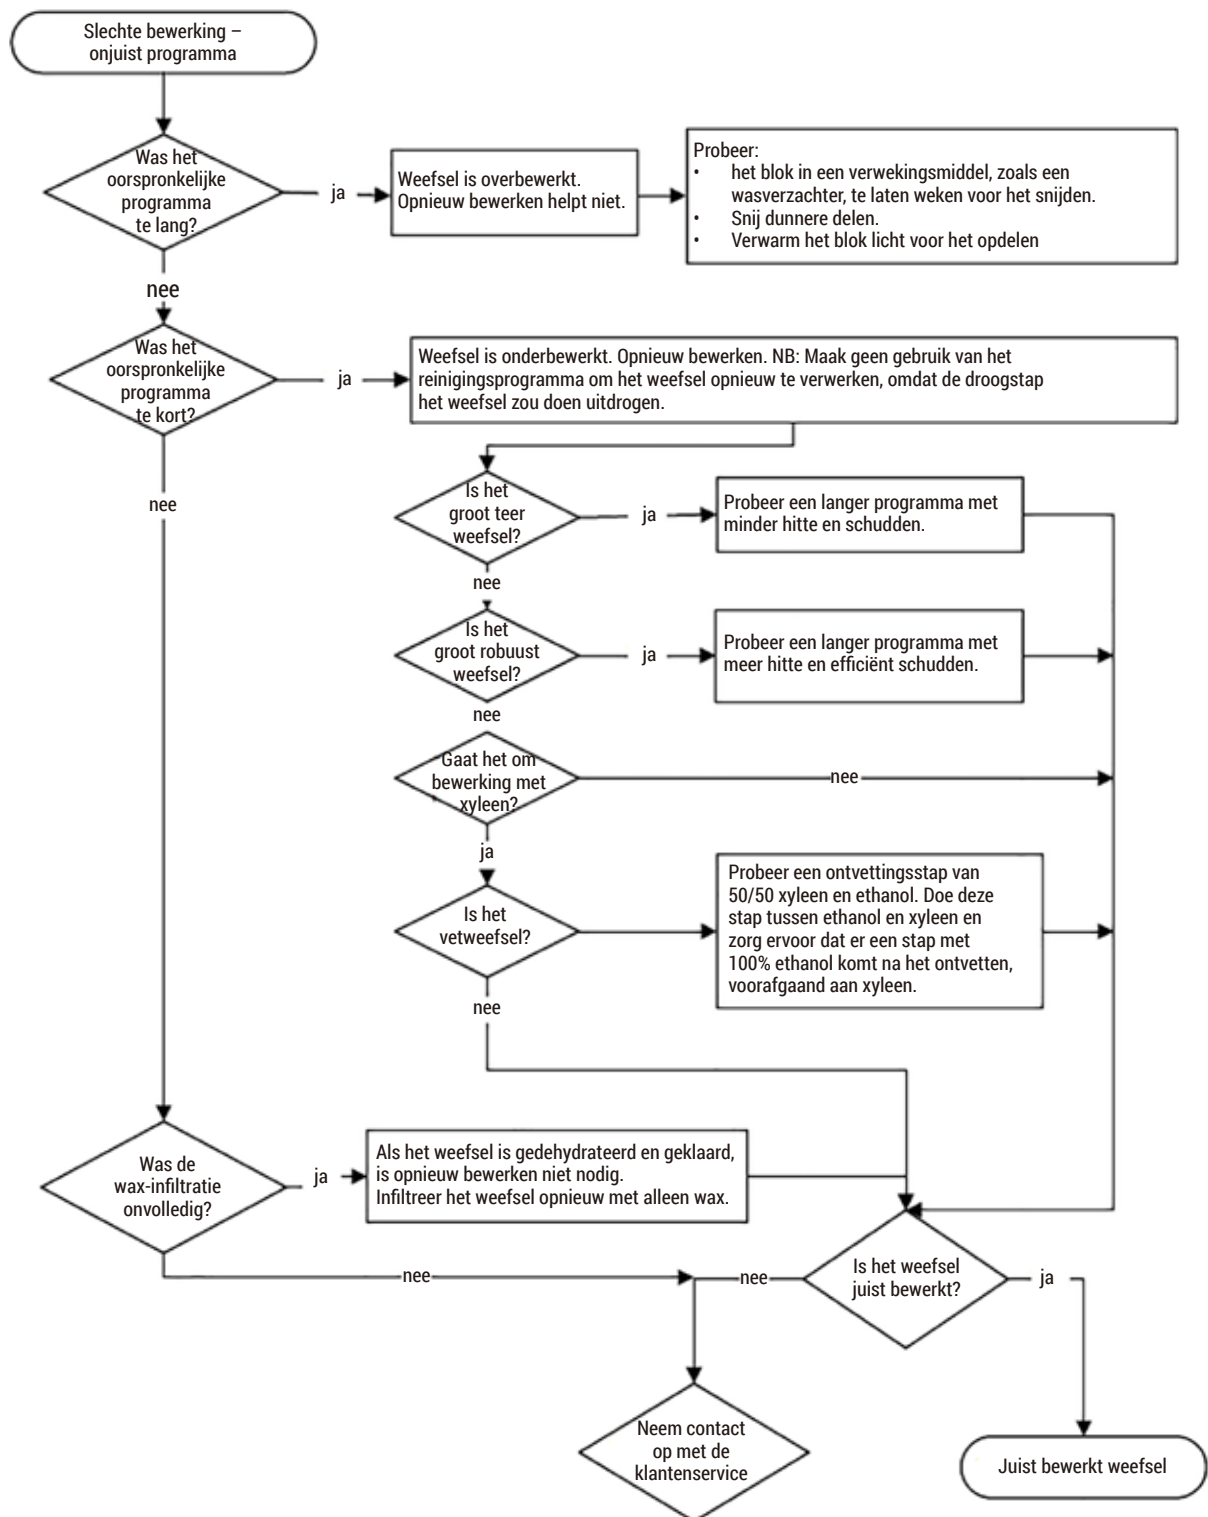 Slechte bewerking –
onjuist programma
Was het
oorspronkelijke
programma
te lang?
ja
Weefsel is overbewerkt.
Opnieuw bewerken helpt niet.
Probeer:
• het blok in een verwekingsmiddel, zoals een
wasverzachter, te laten weken voor het snijden.
• Snij dunnere delen.
• Verwarm het blok licht voor het opdelen
nee
Was het
oorspronkelijke
programma
te kort?
ja
Weefsel is onderbewerkt. Opnieuw bewerken. NB: Maak geen gebruik van het
reinigingsprogramma om het weefsel opnieuw te verwerken, omdat de droogstap
het weefsel zou doen uitdrogen.
nee
Is het
groot teer
weefsel?
ja
Probeer een langer programma met
minder hitte en schudden.
nee
Is het
groot robuust
weefsel?
ja
Probeer een langer programma met
meer hitte en efficiënt schudden.
nee
Gaat het om
bewerking met
xyleen?
nee
ja
Is het
vetweefsel?
Probeer een ontvettingsstap van
50/50 xyleen en ethanol. Doe deze
stap tussen ethanol en xyleen en
zorg ervoor dat er een stap met
100% ethanol komt na het ontvetten,
voorafgaand aan xyleen.
nee
Was de
wax-infiltratie
onvolledig?
ja
Als het weefsel is gedehydrateerd en geklaard,
is opnieuw bewerken niet nodig.
Infiltreer het weefsel opnieuw met alleen wax.
nee
Is het weefsel
juist bewerkt?
nee
ja
Neem contact
op met de
klantenservice
Juist bewerkt weefsel